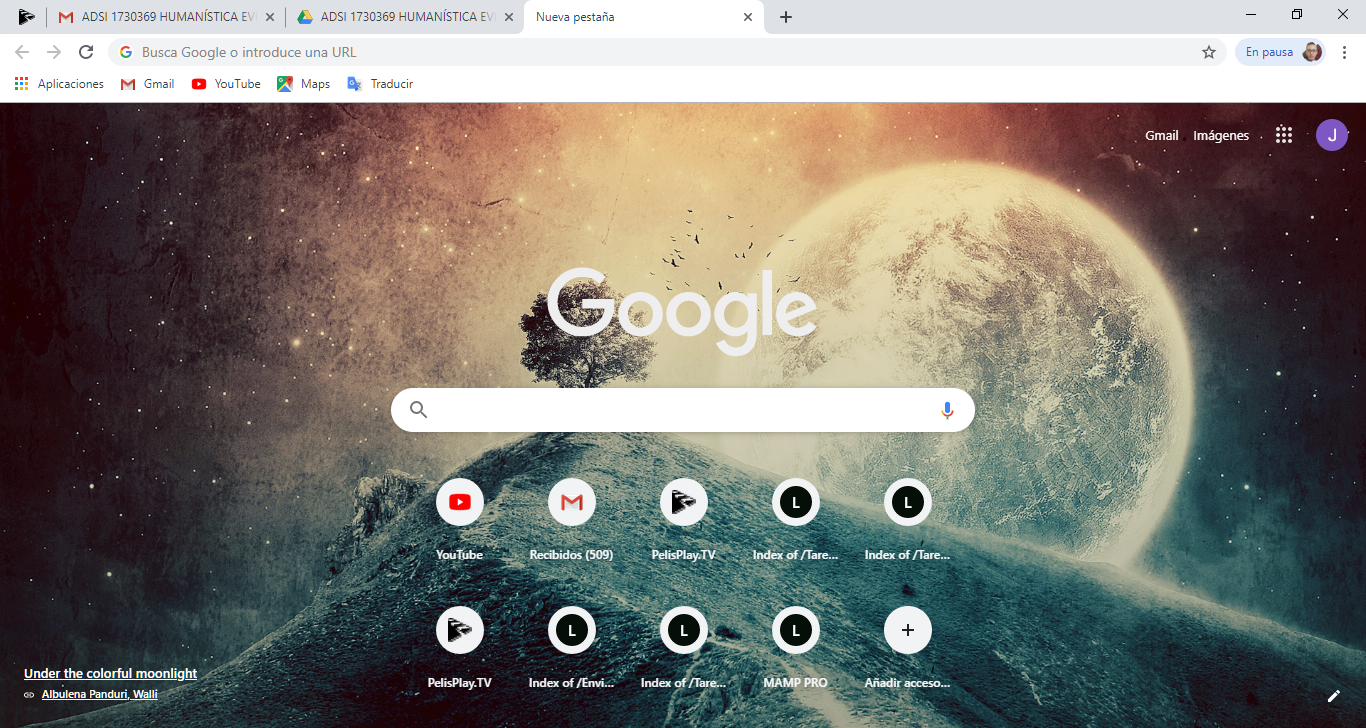 ADSI 1730369 HUMANÍSTICA EVI
ADSI 1730369 HUMANÍSTICA EVI
Nueva pestaña
Busca Google o introduce una URL
En pausa
Aplicaciones
Gmail
YouTube
Maps
Traducir
Gmail
Imágenes
J
Google
YouTube
Recibidos (509)
PelisPlay.TV
L
Index of /Tare...
L
Index of /Tare...
PelisPlay.TV
L
Index of /Envi...
L
Index of /Tare...
L
MAMP PRO
Añadir acceso...
Under the colorful moonlight
Albulena Panduri, Walli